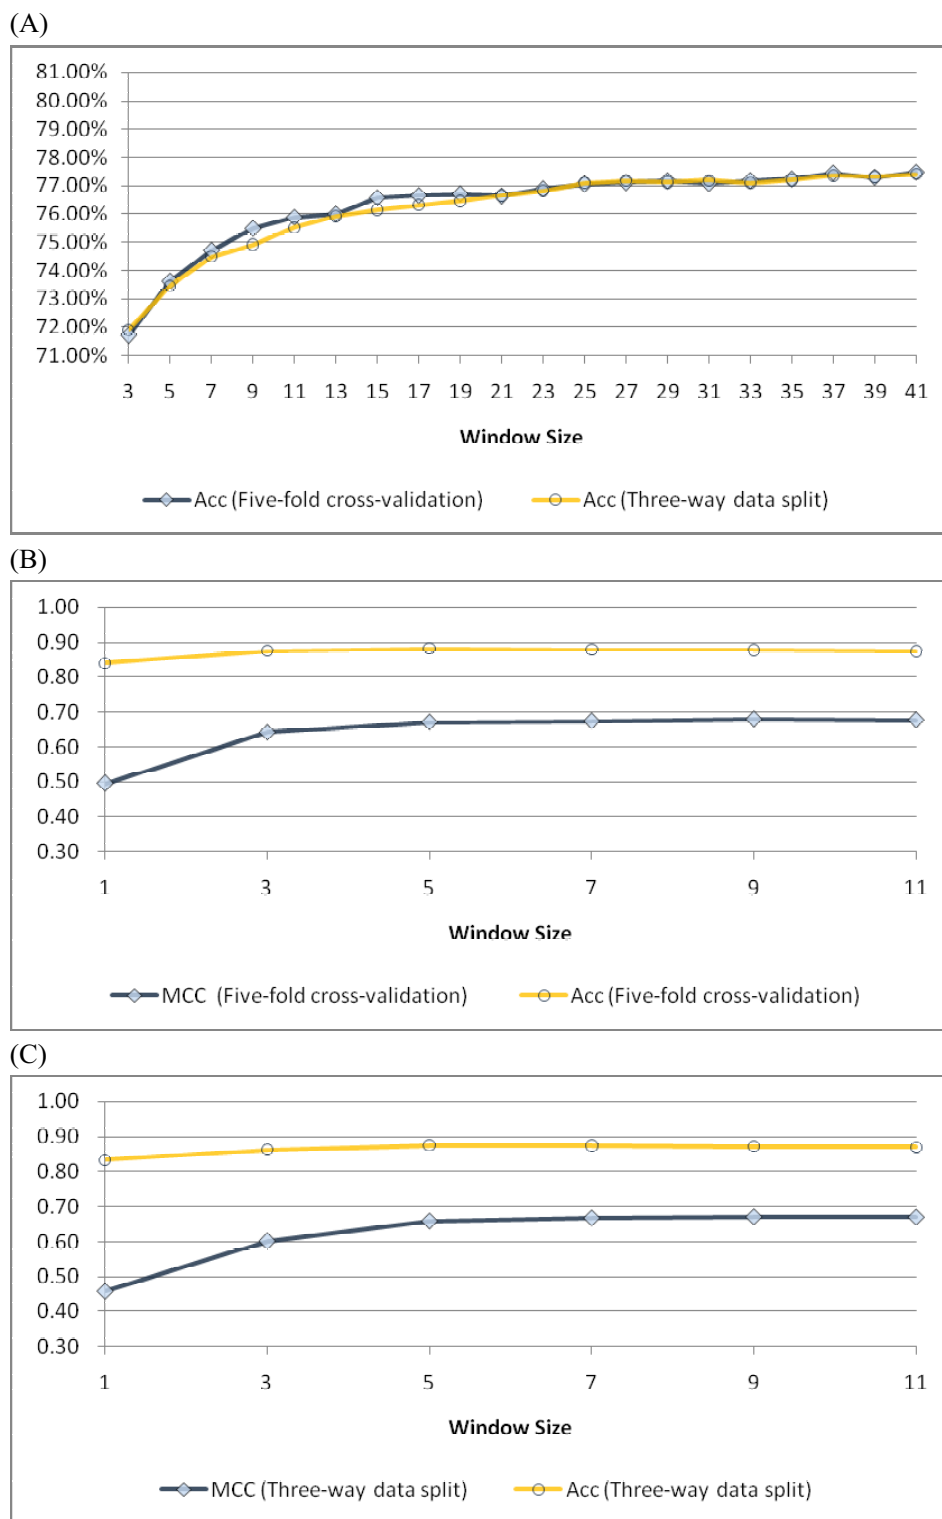 (A)
81.00%
80.00%
79.00%
78.00%
77.00%
76.00%
75.00%
74.00%
73.00%
72.00%
71.00%
3 5 7 9 11 13 15 17 19 21 23 25 27 29 31 33 35 37 39 41
Window Size
Acc (Five-fold cross-validation) Acc (Three-way data split)
(B)
1.00
0.90
0.80
0.70
0.60
0.50
0.40
0.30
1 3 5 7 9 11
Window Size
MCC (Five-fold cross-validation) Acc (Five-fold cross-validation)
(C)
1.00
0.90
0.80
0.70
0.60
0.50
0.40
0.30
1 3 5 7 9 11
Window Size
MCC (Three-way data split) Acc (Three-way data split)